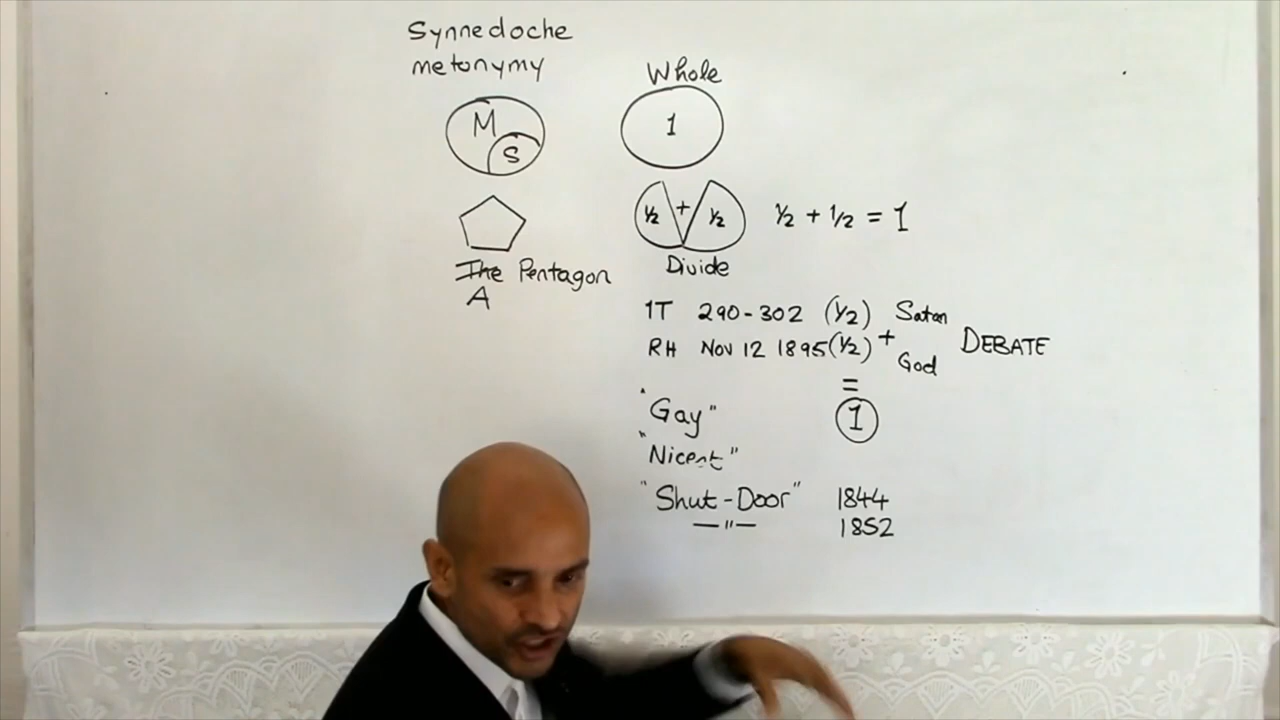 Synnedoche
metonymy
M
S
The Pentagon
A
Whole
1
1/2 + 1/2
1/2 + 1/2 = 1
Divide
1T 290-302 (1/2) Satan
+
RH Nov 12 1895 (1/2) God
DEBATE
=
"Gay" 1
"Shut-Door" 1844
—"— 1852